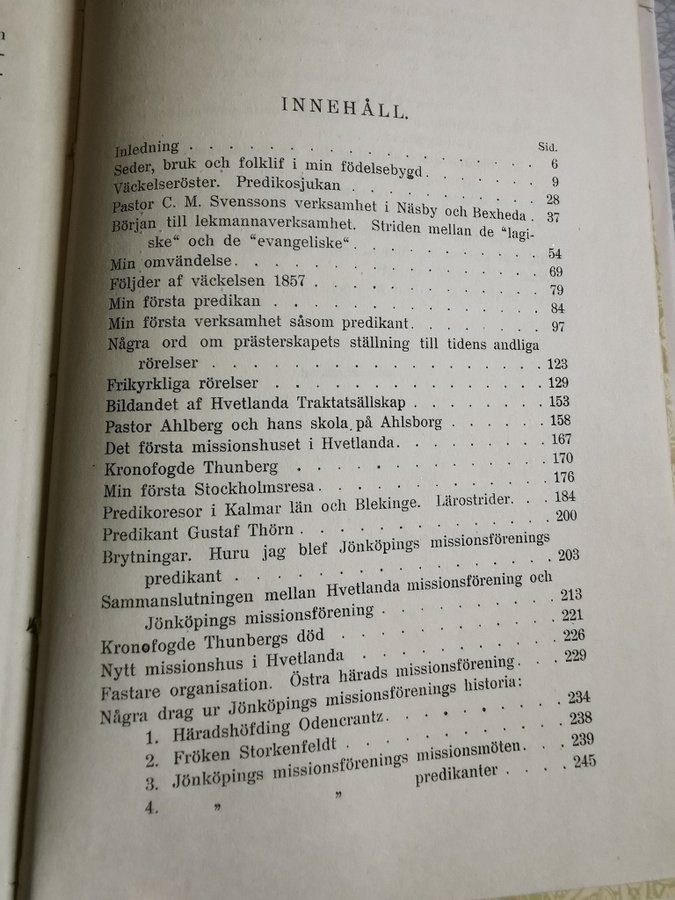 INNEHÅLL.
Sid.
Inledning . . . . . . . . . . . . . 6
Seder, bruk och folklif i min födelsebygd . . . . . . 9
Väckelseröster. Predikosjukan . . . . . . . . . 28
Pastor C. M. Svenssons verksamhet i Näsby och Bexheda . 37
Början till lekmannaverksamhet. Striden mellan de “lagi-
ske“ och de “evangeliske“ . . . . . . . . . 54
Min omvändelse . . . . . . . . . . . . . 69
Följder af väckelsen 1857 . . . . . . . . . . 79
Min första predikan . . . . . . . . . . . . 84
Min första verksamhet såsom predikant . . . . . . . 97
Några ord om prästerskapets ställning till tidens andliga
rörelser . . . . . . . . . . . . . . 123
Frikyrkliga rörelser . . . . . . . . . . . . 129
Bildandet af Hvetlanda Traktatsällskap . . . . . . . 153
Pastor Ahlberg och hans skola på Ahlsborg . . . . . 158
Det första missionshuset i Hvetlanda . . . . . . . . 167
Kronofogde Thunberg . . . . . . . . . . . 170
Min första Stockholmsresa . . . . . . . . . . 176
Predikoresor i Kalmar län och Blekinge. Lärostrider . . . 184
Predikant Gustaf Thörn . . . . . . . . . . . 200
Brytningar. Huru jag blef Jönköpings missionsförenings
predikant . . . . . . . . . . . . . 203
Sammanslutningen mellan Hvetlanda missionsförening och
Jönköpings missionsförening . . . . . . . . 213
Kronofogde Thunbergs död . . . . . . . . . . 221
Nytt missionshus i Hvetlanda . . . . . . . . . 226
Fastare organisation. Östra härads missionsförening . . . 229
Några drag ur Jönköpings missionsförenings historia:
1. Häradshöfding Odencrantz . . . . . . . . 234
2. Fröken Storkenfeldt . . . . . . . . . . 238
3. Jönköpings missionsförenings missionsmöten . . . 239
4. „ „ predikanter . . . . 245